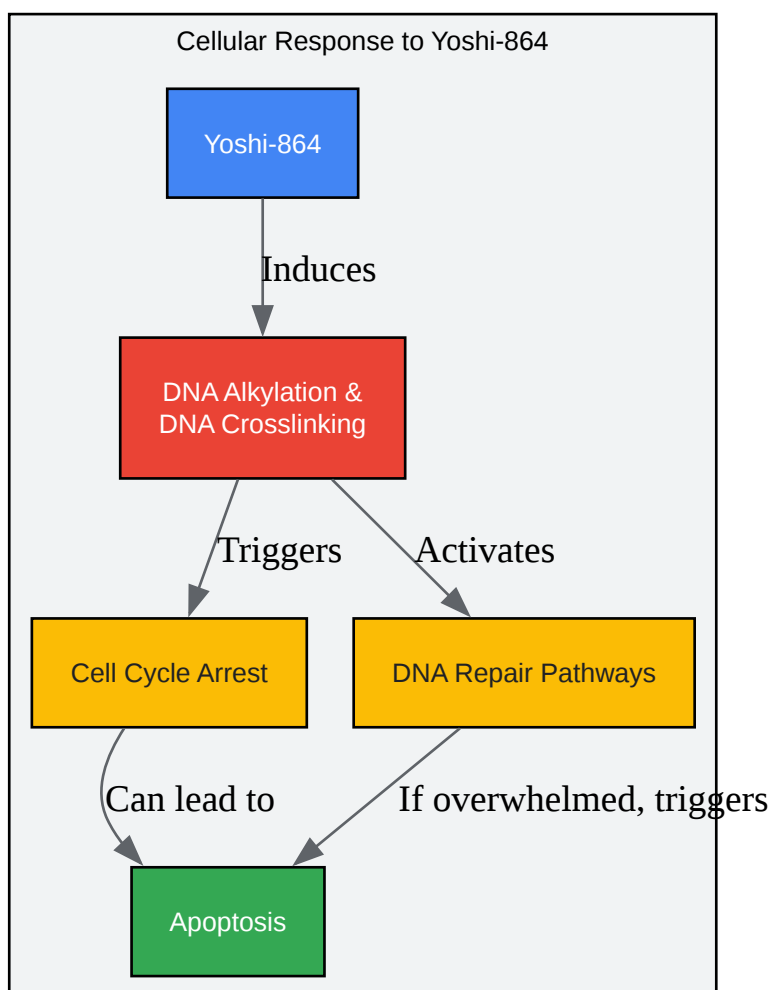 Cellular Response to Yoshi-864
Yoshi-864
Induces
DNA Alkylation &
DNA Crosslinking
Triggers
Activates
Cell Cycle Arrest
DNA Repair Pathways
Can lead to
If overwhelmed, triggers
Apoptosis